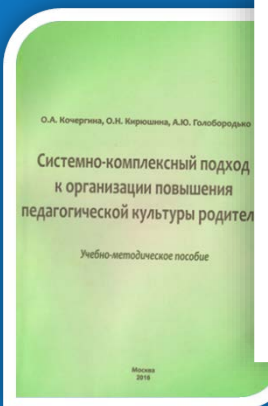 О.А. Кочергина, О.Н. Кирюшина, А.Ю. Голобородько
Системно-комплексный подход
к организации повышения
педагогической культуры родител
Учебно-методическое пособие
Москва
2018